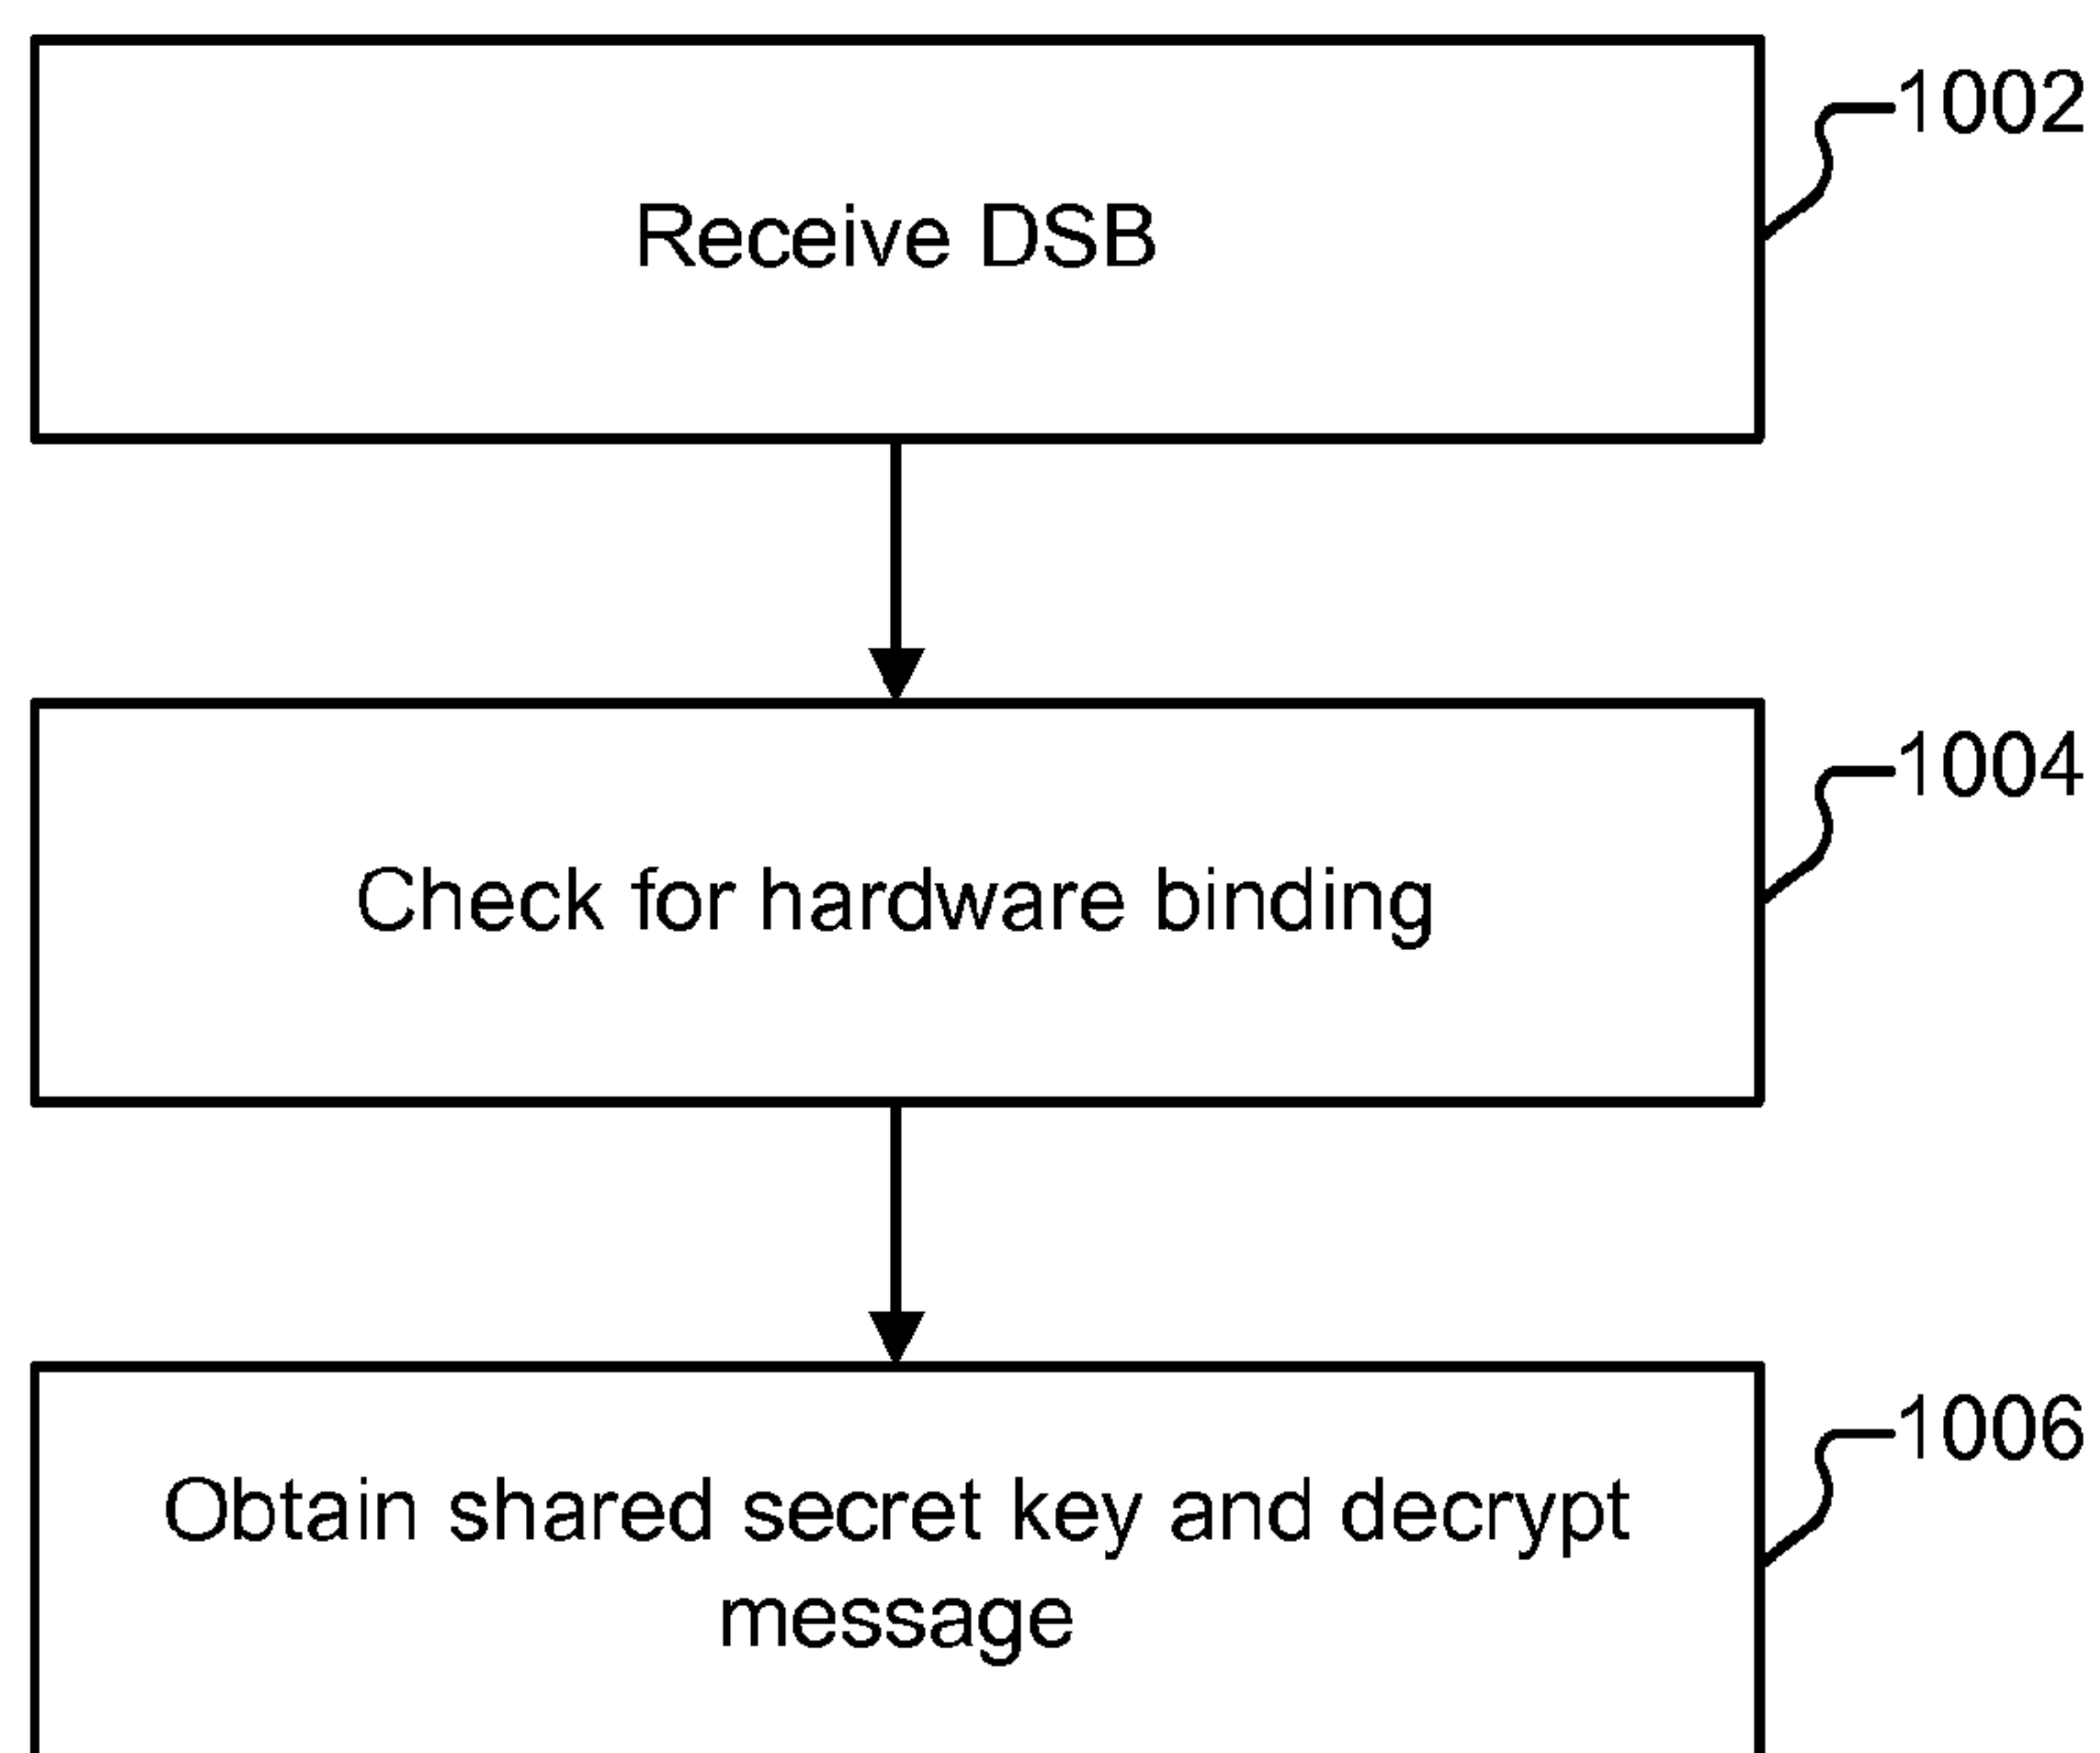 Receive DSB
1002
Check for hardware binding
1004
Obtain shared secret key and decrypt
message
1006